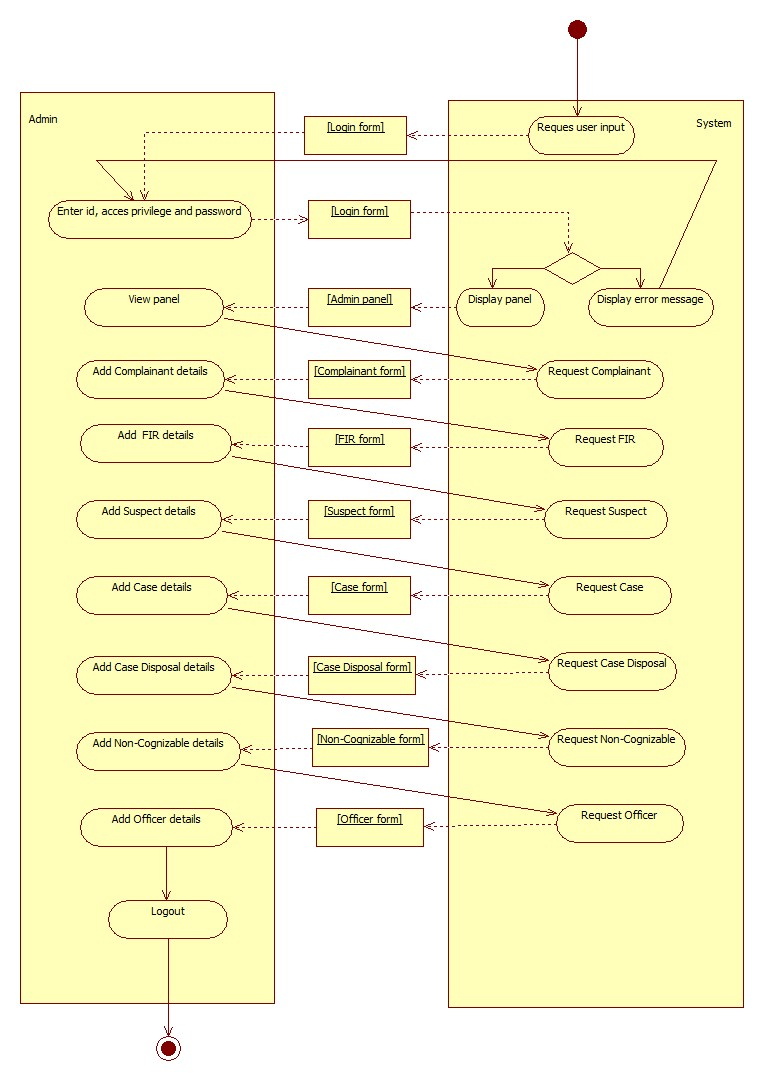 Admin
System
[Login form]
Reques user input
Enter id, acces privilege and password
[Login form]
View panel
[Admin panel]
Display panel
Display error message
Add Complainant details
[Complainant form]
Request Complainant
Add  FIR details
[FIR form]
Request FIR
Add Suspect details
[Suspect form]
Request Suspect
Add Case details
[Case form]
Request Case
Add Case Disposal details
[Case Disposal form]
Request Case Disposal
Add Non-Cognizable details
[Non-Cognizable form]
Request Non-Cognizable
Add Officer details
[Officer form]
Request Officer
Logout